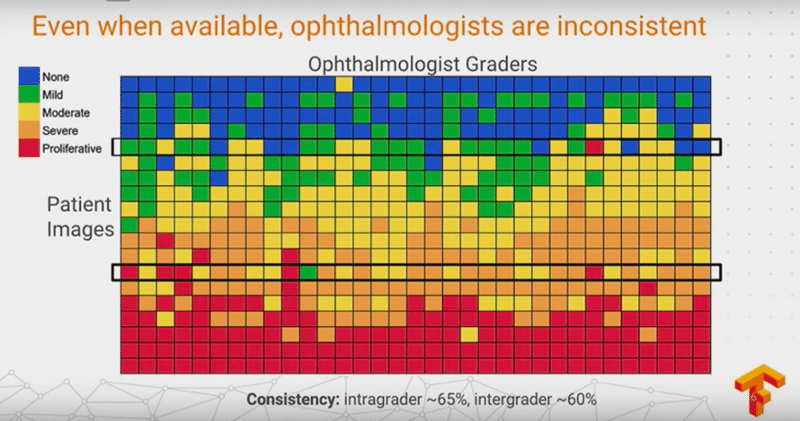 Even when available, ophthalmologists are inconsistent
Ophthalmologist Graders
None
Mild
Moderate
Severe
Proliferative
Patient
Images
Consistency: intragrader ~65%, intergrader ~60%